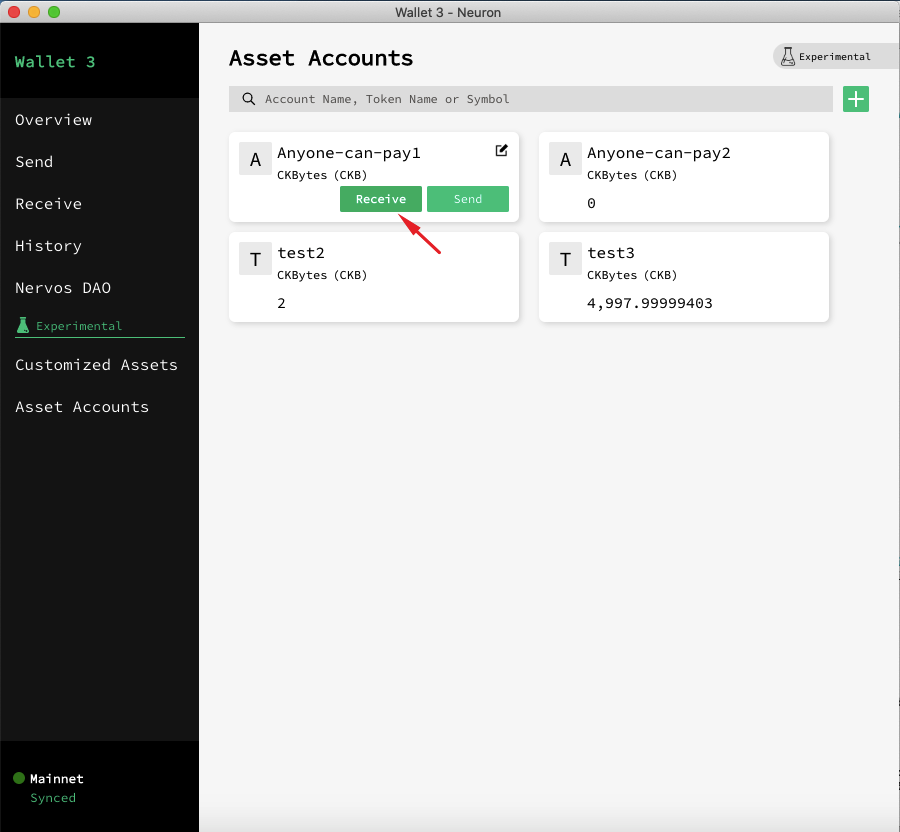 Wallet 3 - Neuron
Wallet 3
Overview
Send
Receive
History
Nervos DAO
Experimental
Customized Assets
Asset Accounts
Mainnet
Synced
Asset Accounts
Experimental
Account Name, Token Name or Symbol
A
Anyone-can-pay1
CKBytes (CKB)
Receive
Send
A
Anyone-can-pay2
CKBytes (CKB)
0
T
test2
CKBytes (CKB)
2
T
test3
CKBytes (CKB)
4,997.99999403